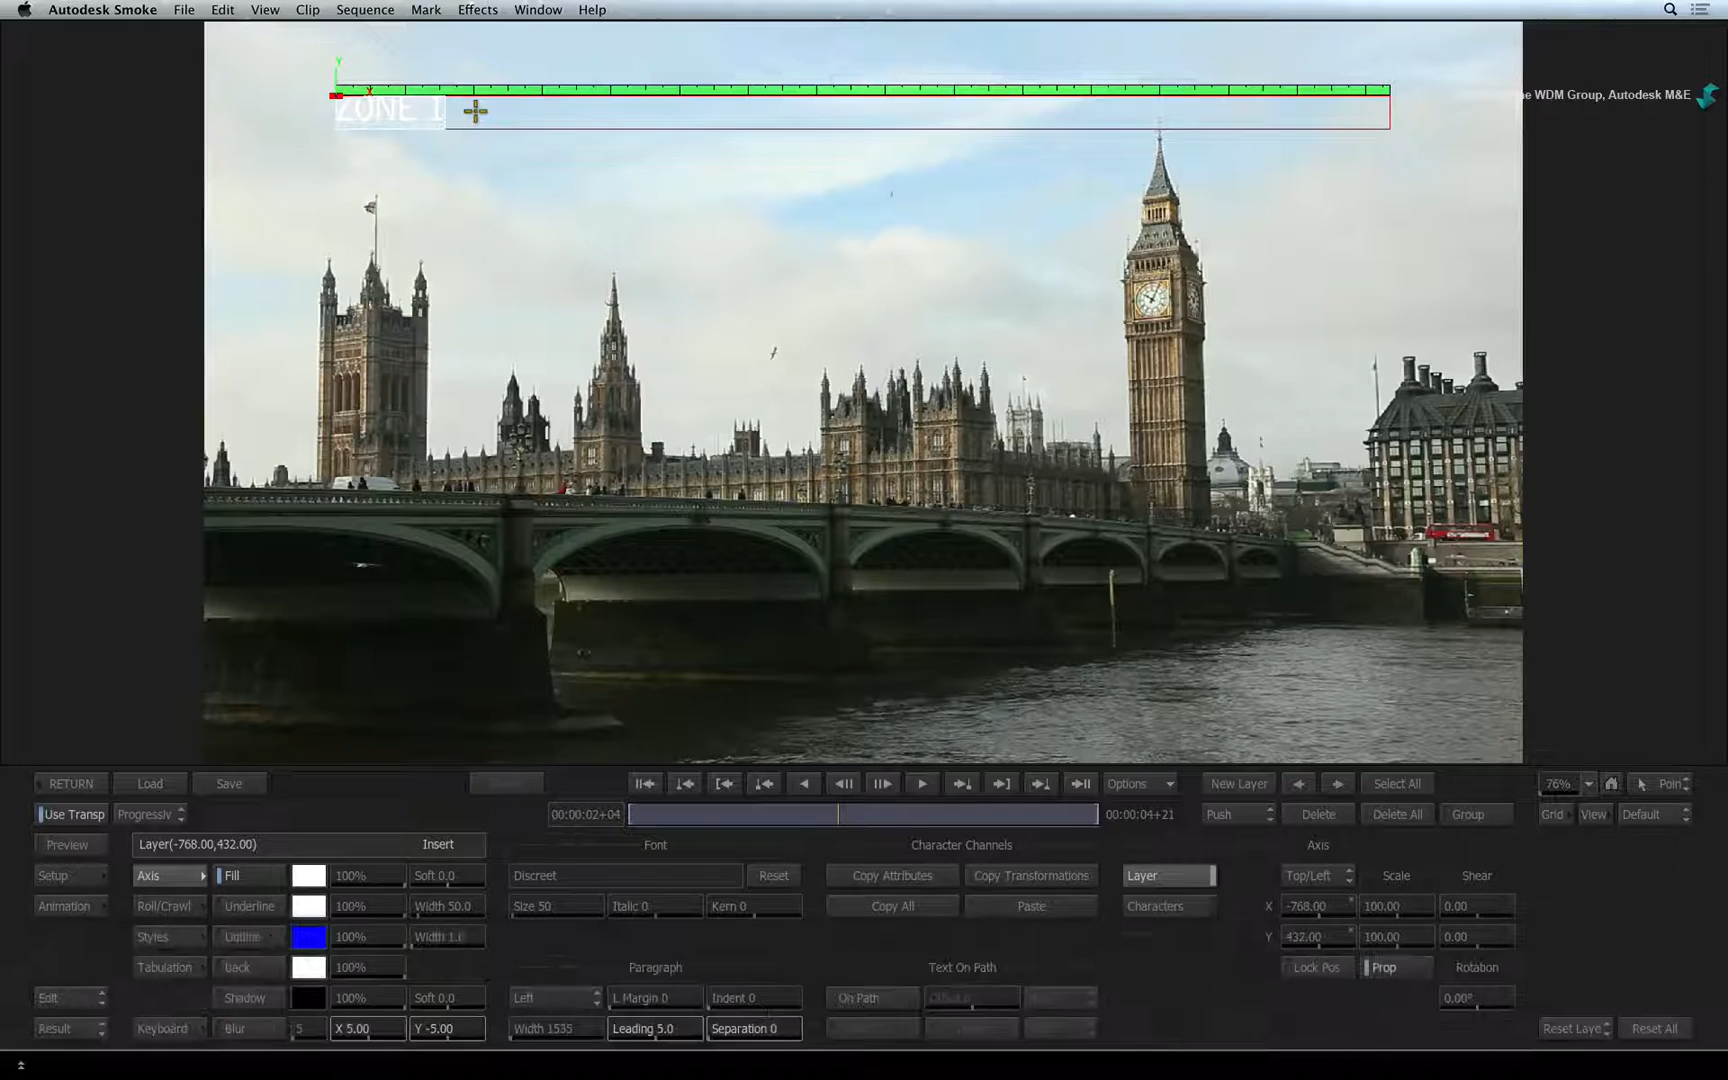 Autodesk Smoke File Edit View Clip Sequence Mark Effects Window Help
ZONE 1
e WDM Group, Autodesk M&E
RETURN Load Save Options New Layer Select All 76% Poin
Use Transp Progressiv 00:00:02+04 00:00:04+21 Push Delete Delete All Group Grid View Default
Preview Layer(-768.00,432.00) Insert Font Character Channels Axis
Setup Axis Fill 100% Soft 0.0 Discreet Reset Copy Attributes Copy Transformations Layer Top/Left Scale Shear
Animation Roll/Crawl Underline 100% Width 50.0 Size 50 Italic 0 Kern 0 Copy All Paste Characters X -768.00 100.00 0.00
Styles Outline 100% Width 1. Y 432.00 100.00 0.00
Tabulation Back 100% Paragraph Text On Path Lock Pos Prop Rotation
Edit Shadow 100% Soft 0.0 Left L Margin 0 Indent 0 On Path 0.00°
Result Keyboard Blur 5 X 5.00 Y -5.00 Width 1535 Leading 5.0 Separation 0 Reset Laye Reset All